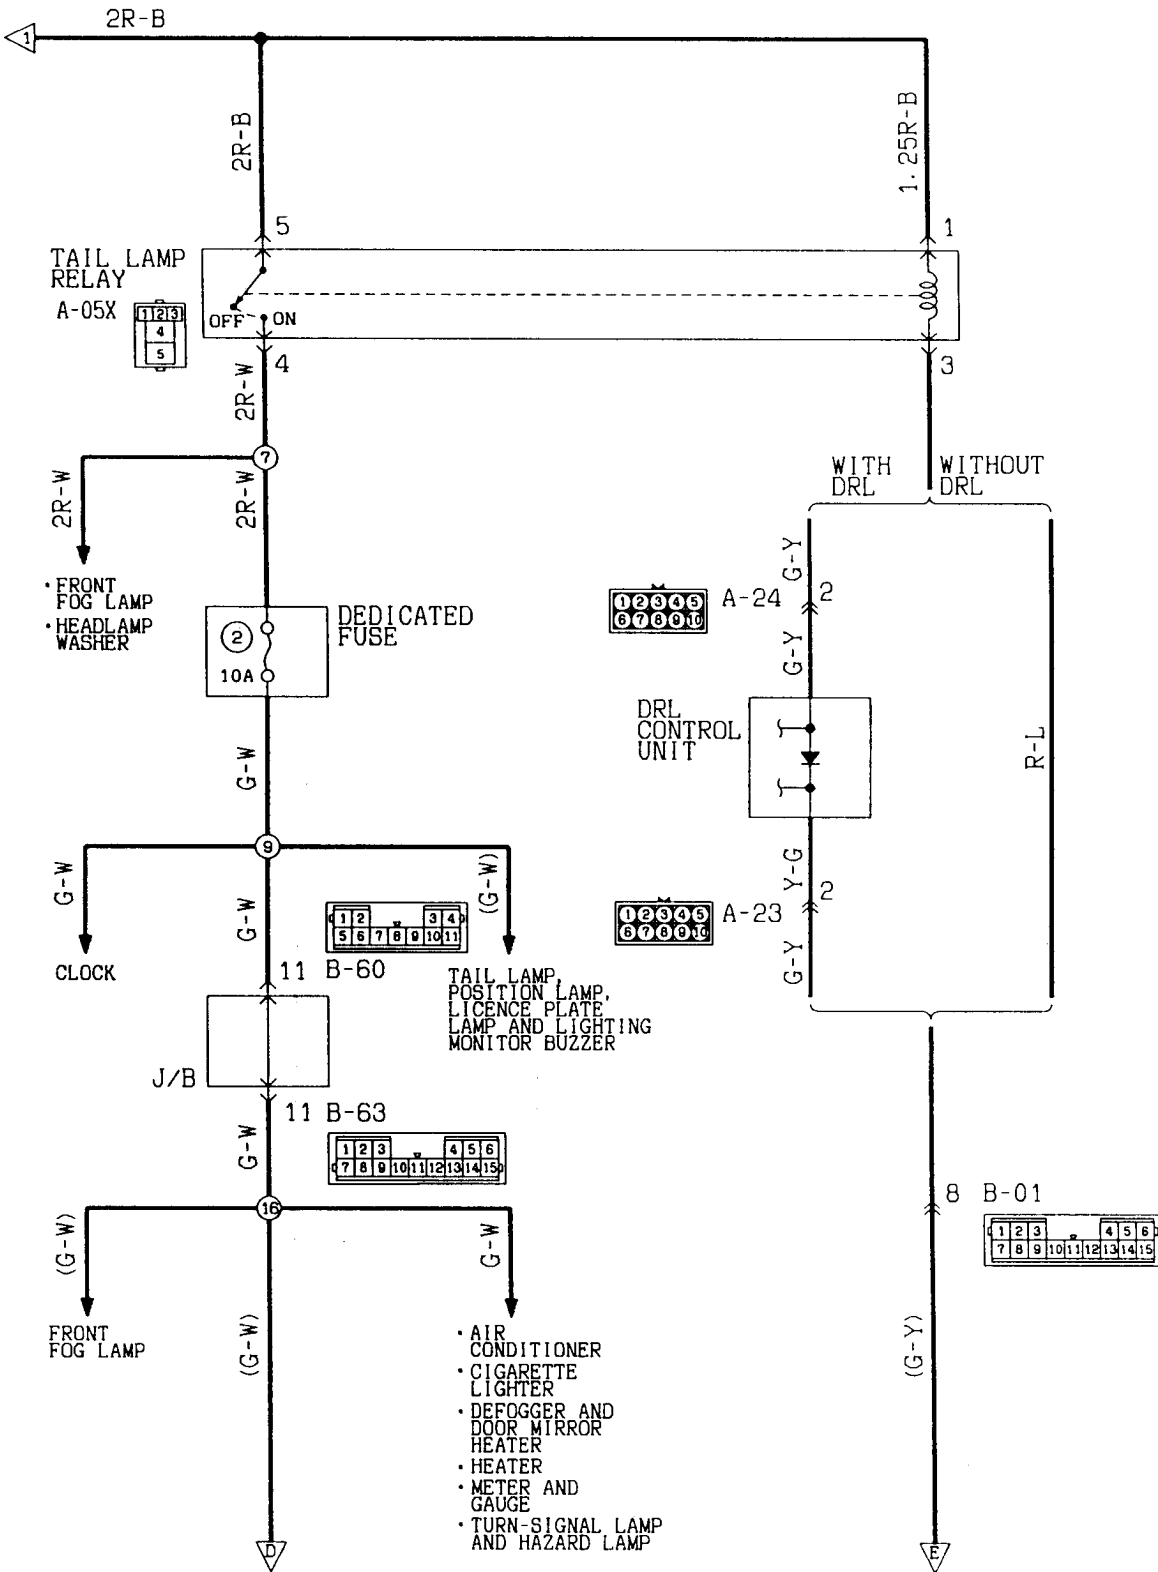 2R-B
1
2R-B
1.25R-B
5
1
TAIL LAMP
RELAY
A-05X
1 2 3
4
5
OFF
ON
4
3
2R-W
7
2R-W
2R-W
WITH
DRL
WITHOUT
DRL
· FRONT
FOG LAMP
· HEADLAMP
WASHER
DEDICATED
FUSE
2
10A
G-Y
1 2 3 4 5
6 7 8 9 10
A-24
2
G-Y
DRL
CONTROL
UNIT
R-L
G-W
9
G-W
G-W
(G-W)
Y-G
1 2 3 4 5
6 7 8 9 10
A-23
2
G-Y
1 2 3 4
5 6 7 8 9 10 11
CLOCK
11 B-60
TAIL LAMP,
POSITION LAMP,
LICENCE PLATE
LAMP AND LIGHTING
MONITOR BUZZER
J/B
11 B-63
G-W
1 2 3 4 5 6
7 8 9 10 11 12 13 14 15
16
(G-W)
G-W
8 B-01
1 2 3 4 5 6
7 8 9 10 11 12 13 14 15
FRONT
FOG LAMP
(G-W)
· AIR
CONDITIONER
· CIGARETTE
LIGHTER
· DEFOGGER AND
DOOR MIRROR
HEATER
· HEATER
· METER AND
GAUGE
· TURN-SIGNAL LAMP
AND HAZARD LAMP
(G-Y)
D
E